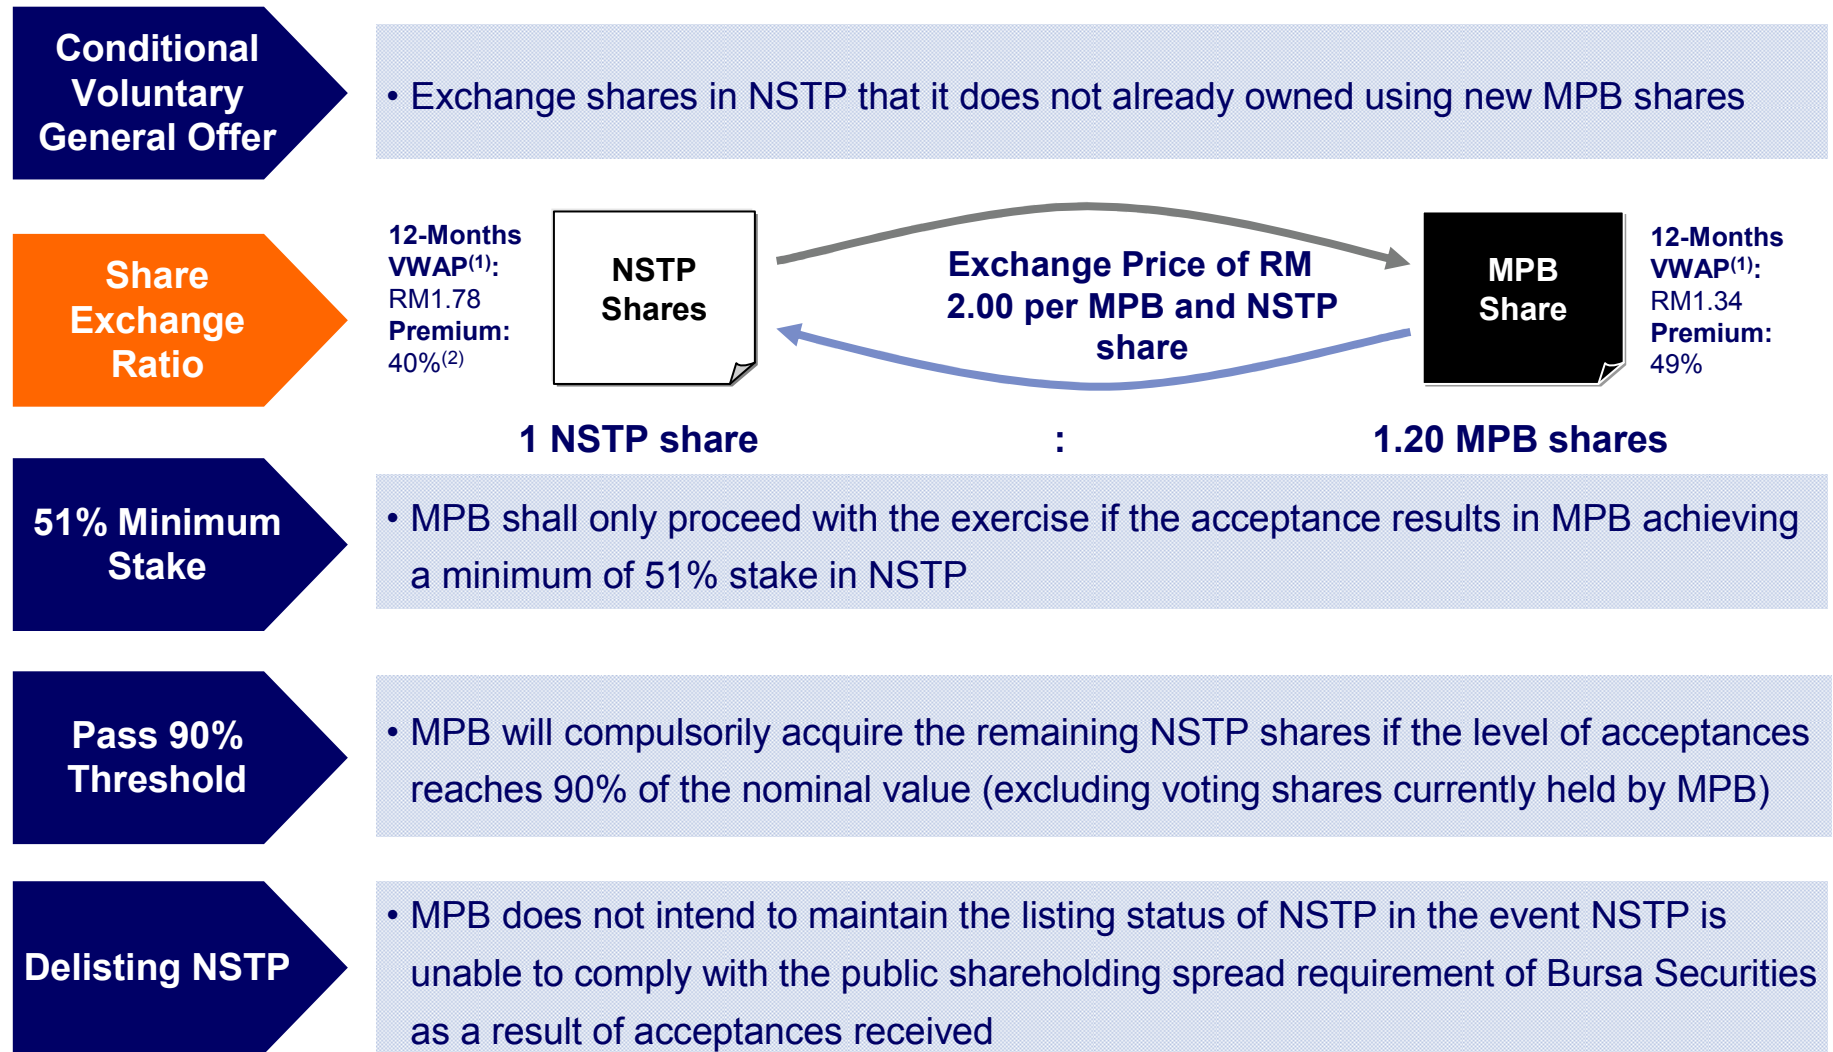 Conditional
Voluntary
General Offer
• Exchange shares in NSTP that it does not already owned using new MPB shares
Share
Exchange
Ratio
12-Months
VWAP(1):
RM1.78
Premium:
40%(2)
NSTP
Shares
Exchange Price of RM
2.00 per MPB and NSTP
share
MPB
Share
12-Months
VWAP(1):
RM1.34
Premium:
49%
1 NSTP share : 1.20 MPB shares
51% Minimum
Stake
• MPB shall only proceed with the exercise if the acceptance results in MPB achieving
a minimum of 51% stake in NSTP
Pass 90%
Threshold
• MPB will compulsorily acquire the remaining NSTP shares if the level of acceptances
reaches 90% of the nominal value (excluding voting shares currently held by MPB)
Delisting NSTP
• MPB does not intend to maintain the listing status of NSTP in the event NSTP is
unable to comply with the public shareholding spread requirement of Bursa Securities
as a result of acceptances received